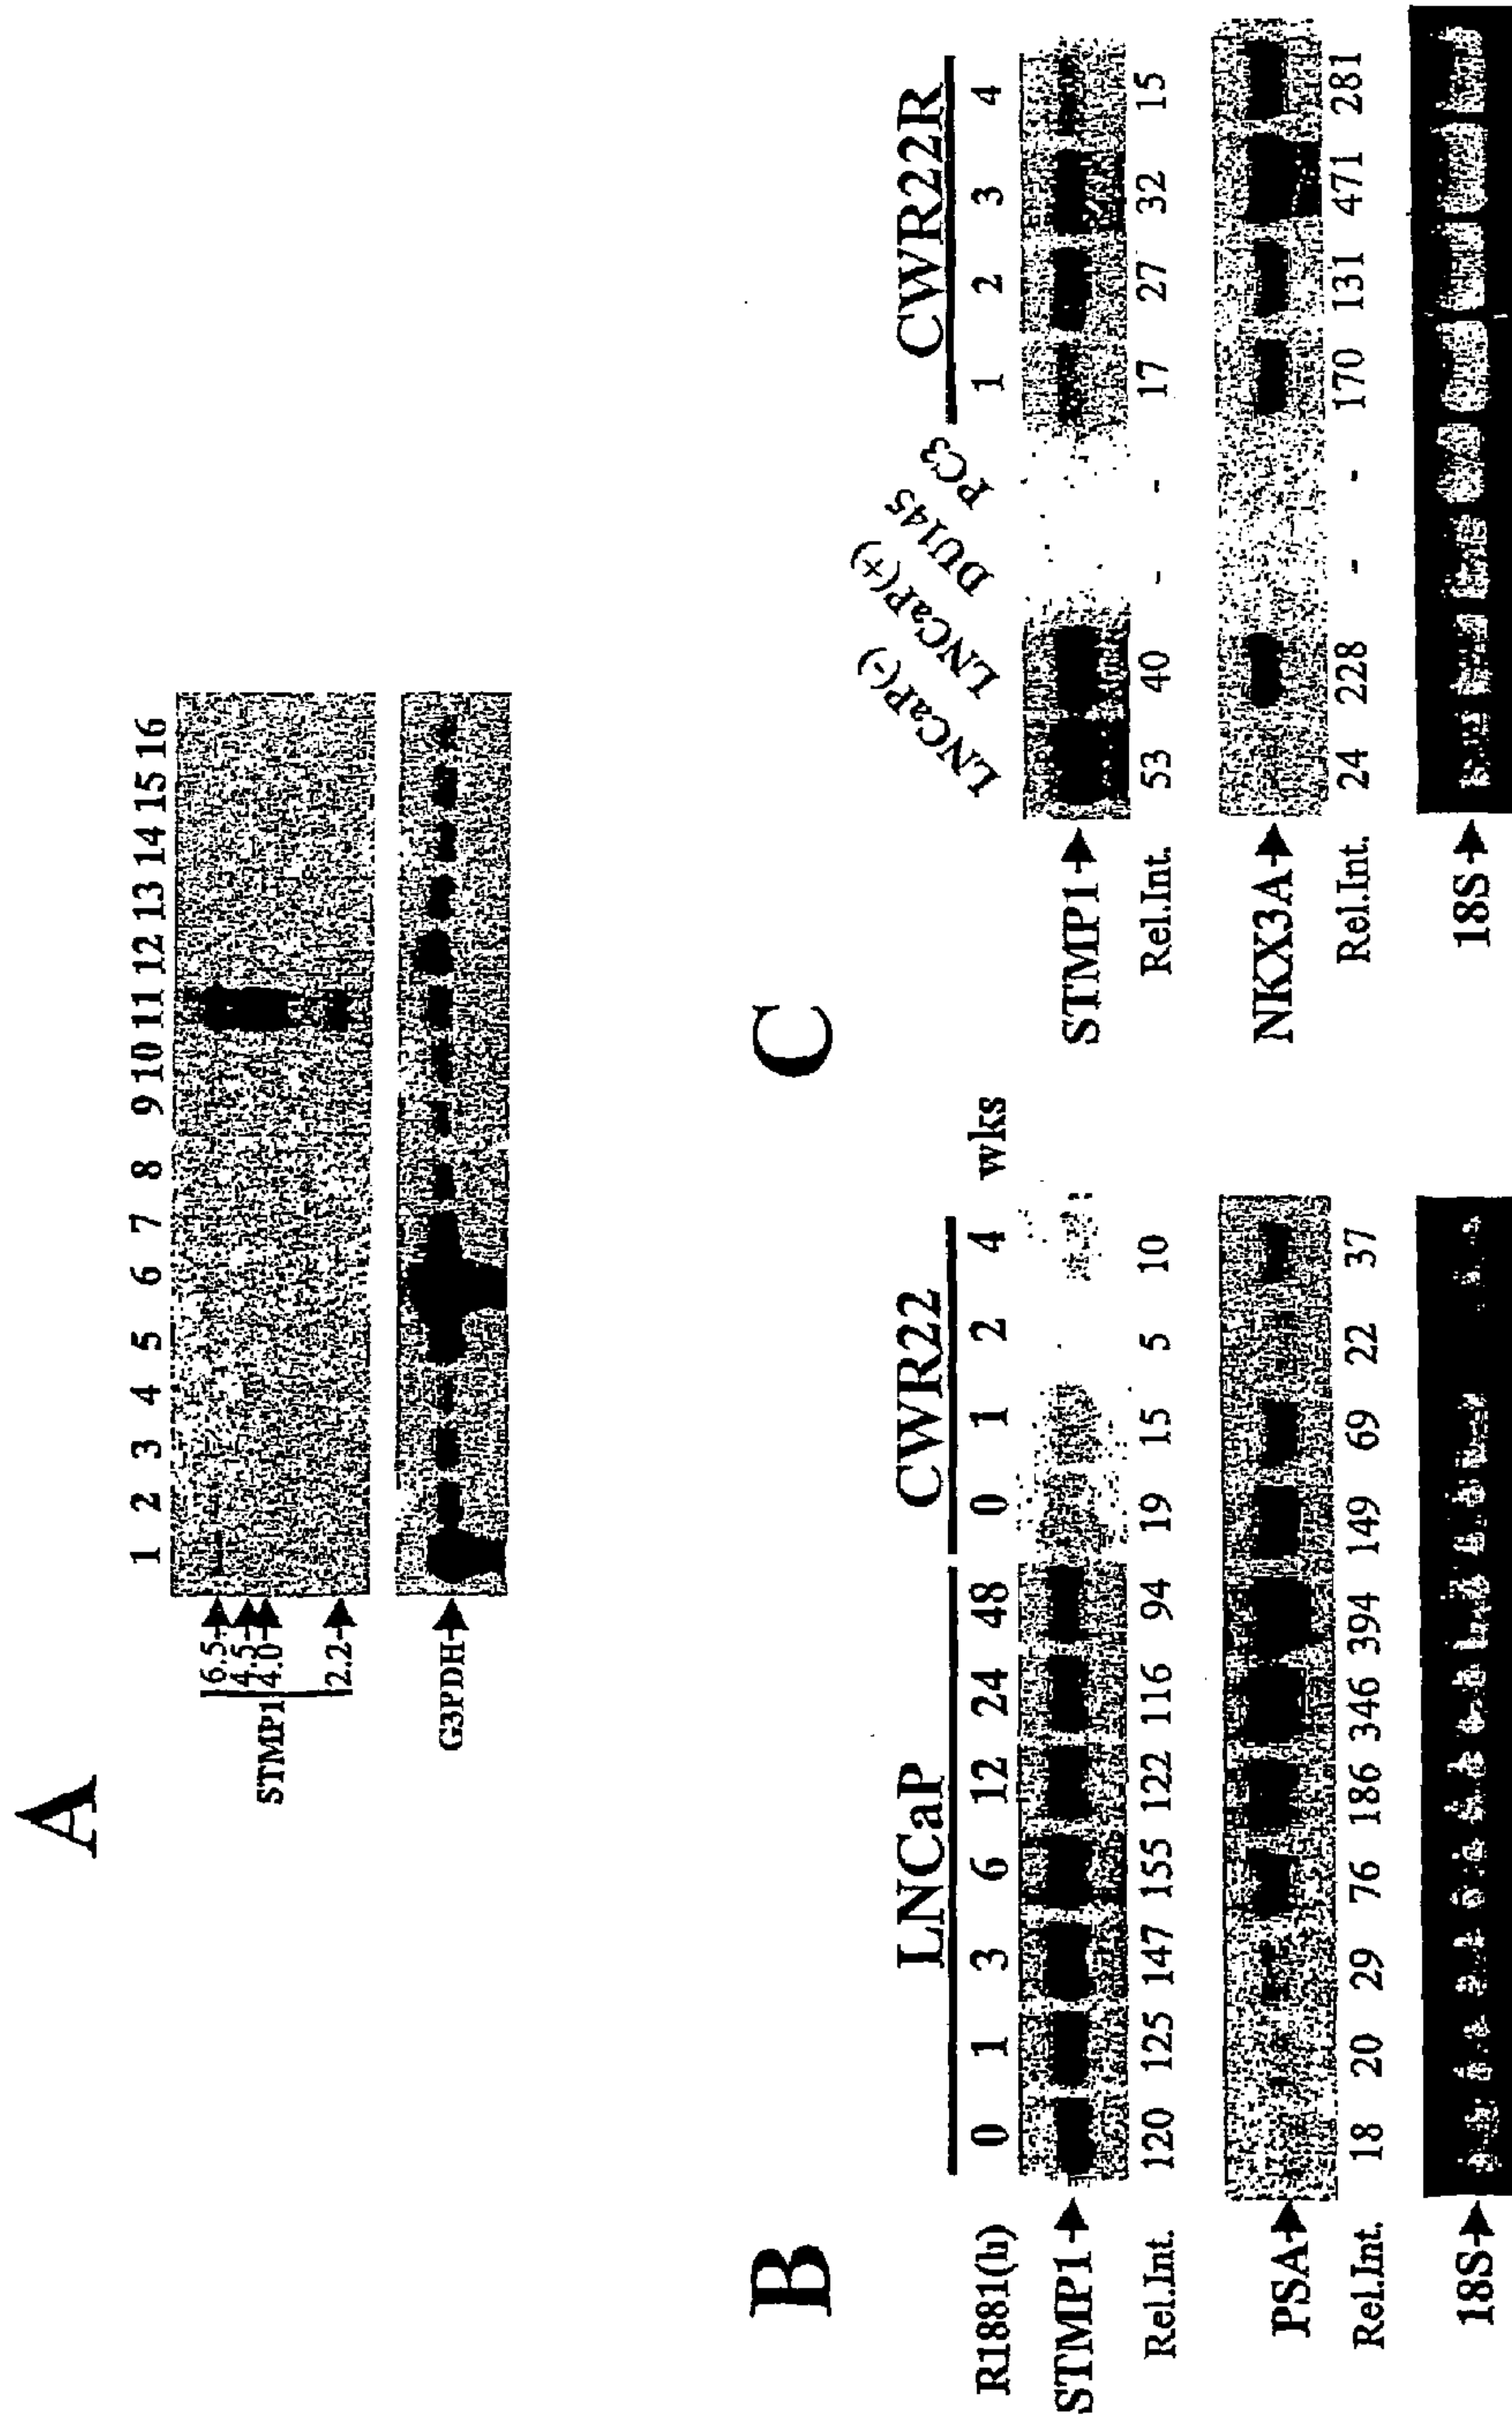 A
1 2 3 4 5 6 7 8 9 10 11 12 13 14 15 16
STMP1
6.5
4.5
4.0
2.2
G3PDH
B
LNCaP CWR22
R1881(h) 0 1 3 6 12 24 48 0 1 2 4 wks
STMP1
Rel.Int. 120 125 147 155 122 116 94 19 15 5 10
PSA
Rel.Int. 18 20 29 76 186 346 394 149 69 22 37
18S
C
LNCaP(-) LNCaP(+) DU145 PC3 CWR22R
1 2 3 4
STMP1
Rel.Int. 53 40 - - 17 27 32 15
NKX3A
Rel.Int. 24 228 - - 170 131 471 281
18S